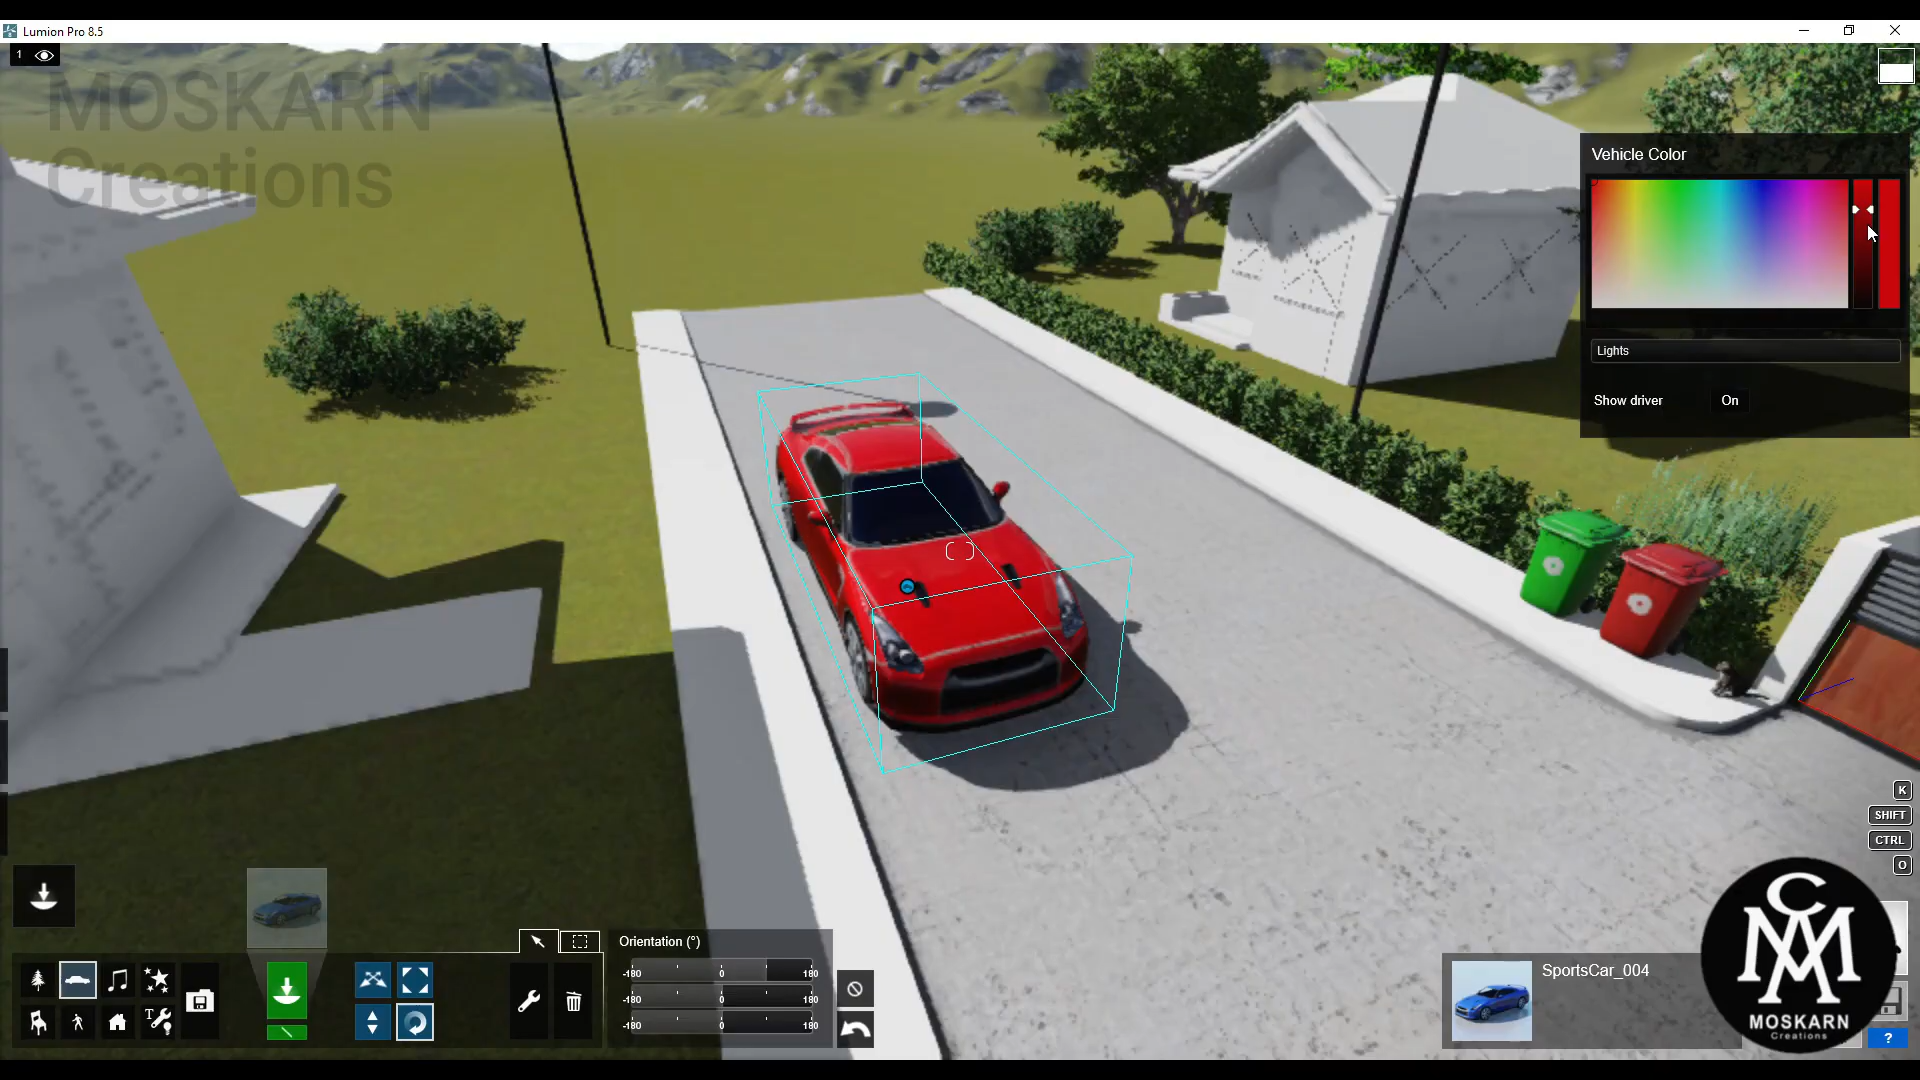 Lumion Pro 8.5
1
MOSKARN
Creations
Vehicle Color
Lights
Show driver On
K
SHIFT
CTRL
O
Orientation (°)
-180 0 180
-180 0 180
-180 0 180
SportsCar_004
CM
MOSKARN
Creations
?